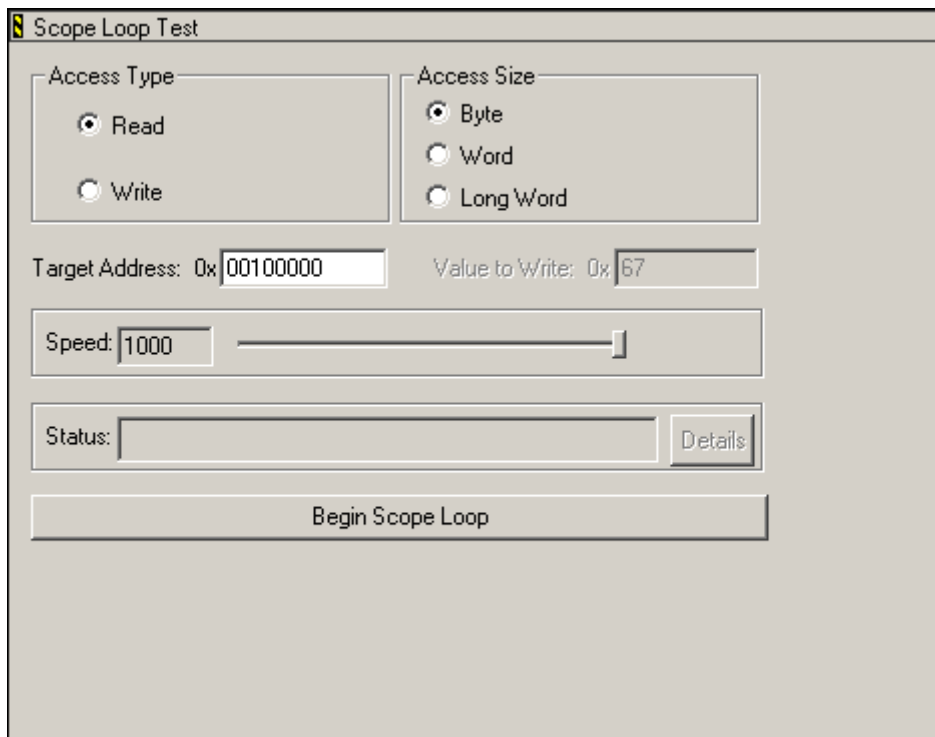 Scope Loop Test
Access Type
Read
Write
Access Size
Byte
Word
Long Word
Target Address: 0x 00100000
Value to Write: 0x 67
Speed: 1000
Status:
Details
Begin Scope Loop